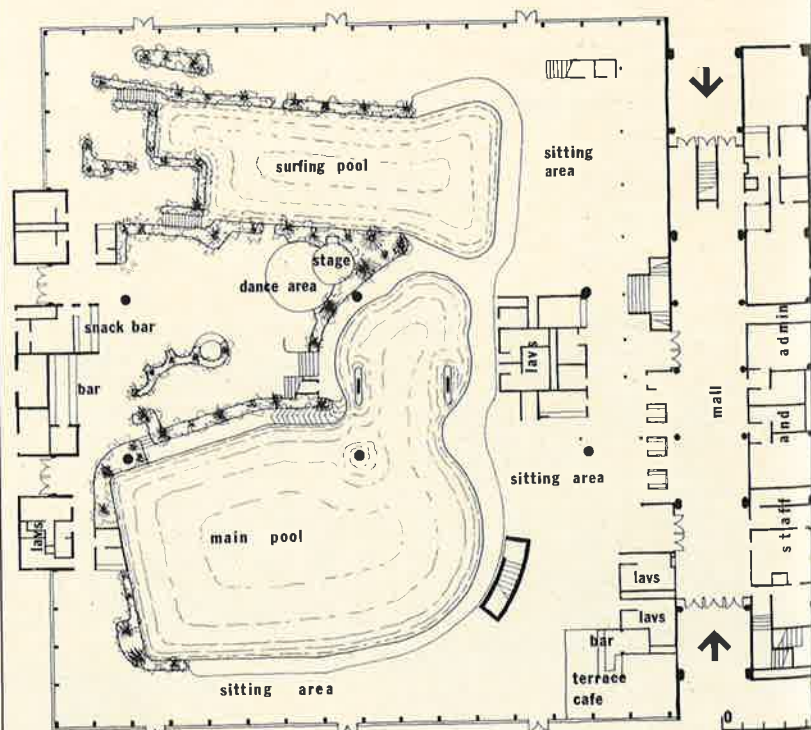 surfing pool
sitting
area
stage
dance area
snack bar
bar
lavs
mall
admin
and
staff
sitting area
main pool
lavs
lavs
lavs
bar
terrace
cafe
sitting area
0